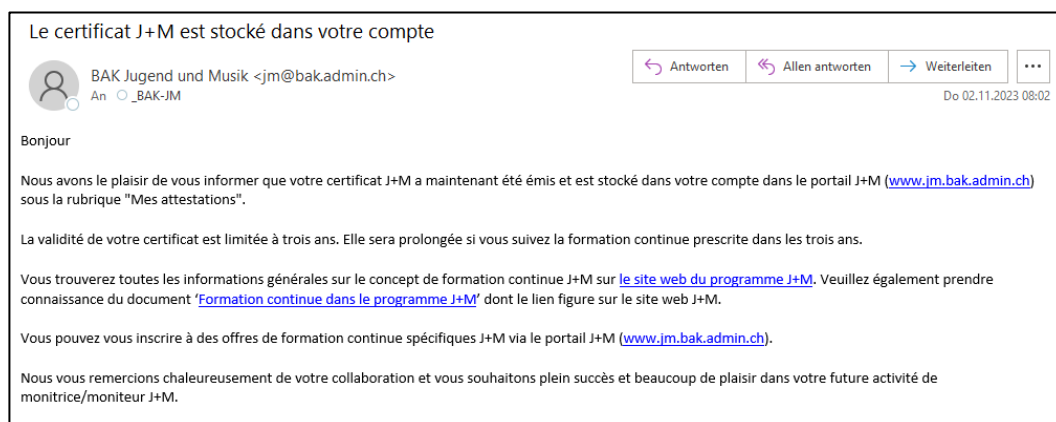 Le certificat J+M est stocké dans votre compte
BAK Jugend und Musik <jm@bak.admin.ch>
An _BAK-JM
Antworten
Allen antworten
Weiterleiten
...
Do 02.11.2023 08:02
Bonjour
Nous avons le plaisir de vous informer que votre certificat J+M a maintenant été émis et est stocké dans votre compte dans le portail J+M (www.jm.bak.admin.ch)
sous la rubrique "Mes attestations".
La validité de votre certificat est limitée à trois ans. Elle sera prolongée si vous suivez la formation continue prescrite dans les trois ans.
Vous trouverez toutes les informations générales sur le concept de formation continue J+M sur le site web du programme J+M. Veuillez également prendre
connaissance du document ‘Formation continue dans le programme J+M’ dont le lien figure sur le site web J+M.
Vous pouvez vous inscrire à des offres de formation continue spécifiques J+M via le portail J+M (www.jm.bak.admin.ch).
Nous vous remercions chaleureusement de votre collaboration et vous souhaitons plein succès et beaucoup de plaisir dans votre future activité de
monitrice/moniteur J+M.